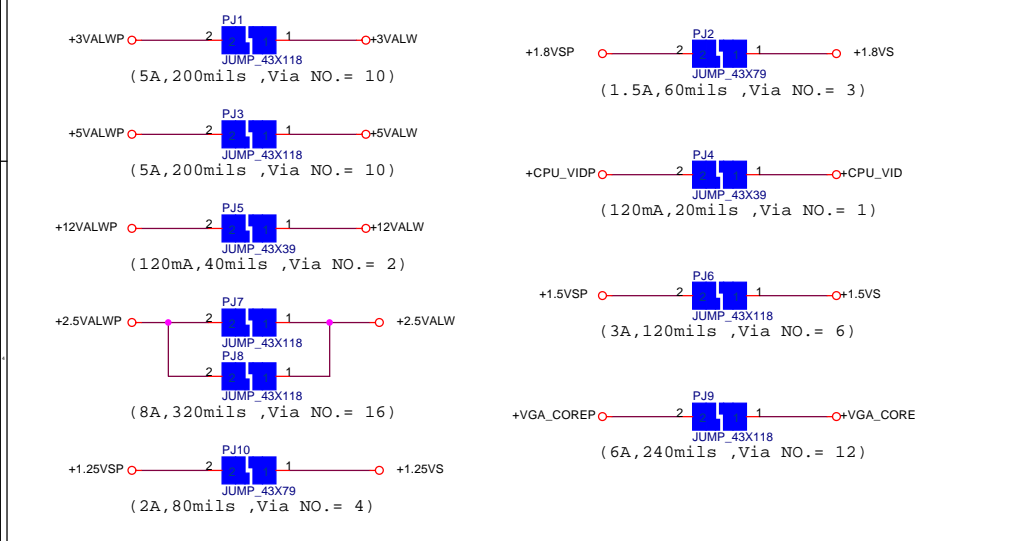 PJ1
+3VALWP 2 2 1 1 +3VALW
JUMP_43X118
(5A,200mils ,Via NO.= 10)
PJ3
+5VALWP 2 2 1 1 +5VALW
JUMP_43X118
(5A,200mils ,Via NO.= 10)
PJ5
+12VALWP 2 2 1 1 +12VALW
JUMP_43X39
(120mA,40mils ,Via NO.= 2)
PJ7
+2.5VALWP 2 2 1 1 +2.5VALW
JUMP_43X118
PJ8
2 2 1 1
JUMP_43X118
(8A,320mils ,Via NO.= 16)
PJ10
+1.25VSP 2 2 1 1 +1.25VS
JUMP_43X79
(2A,80mils ,Via NO.= 4)
PJ2
+1.8VSP 2 2 1 1 +1.8VS
JUMP_43X79
(1.5A,60mils ,Via NO.= 3)
PJ4
+CPU_VIDP 2 2 1 1 +CPU_VID
JUMP_43X39
(120mA,20mils ,Via NO.= 1)
PJ6
+1.5VSP 2 2 1 1 +1.5VS
JUMP_43X118
(3A,120mils ,Via NO.= 6)
PJ9
+VGA_COREP 2 2 1 1 +VGA_CORE
JUMP_43X118
(6A,240mils ,Via NO.= 12)